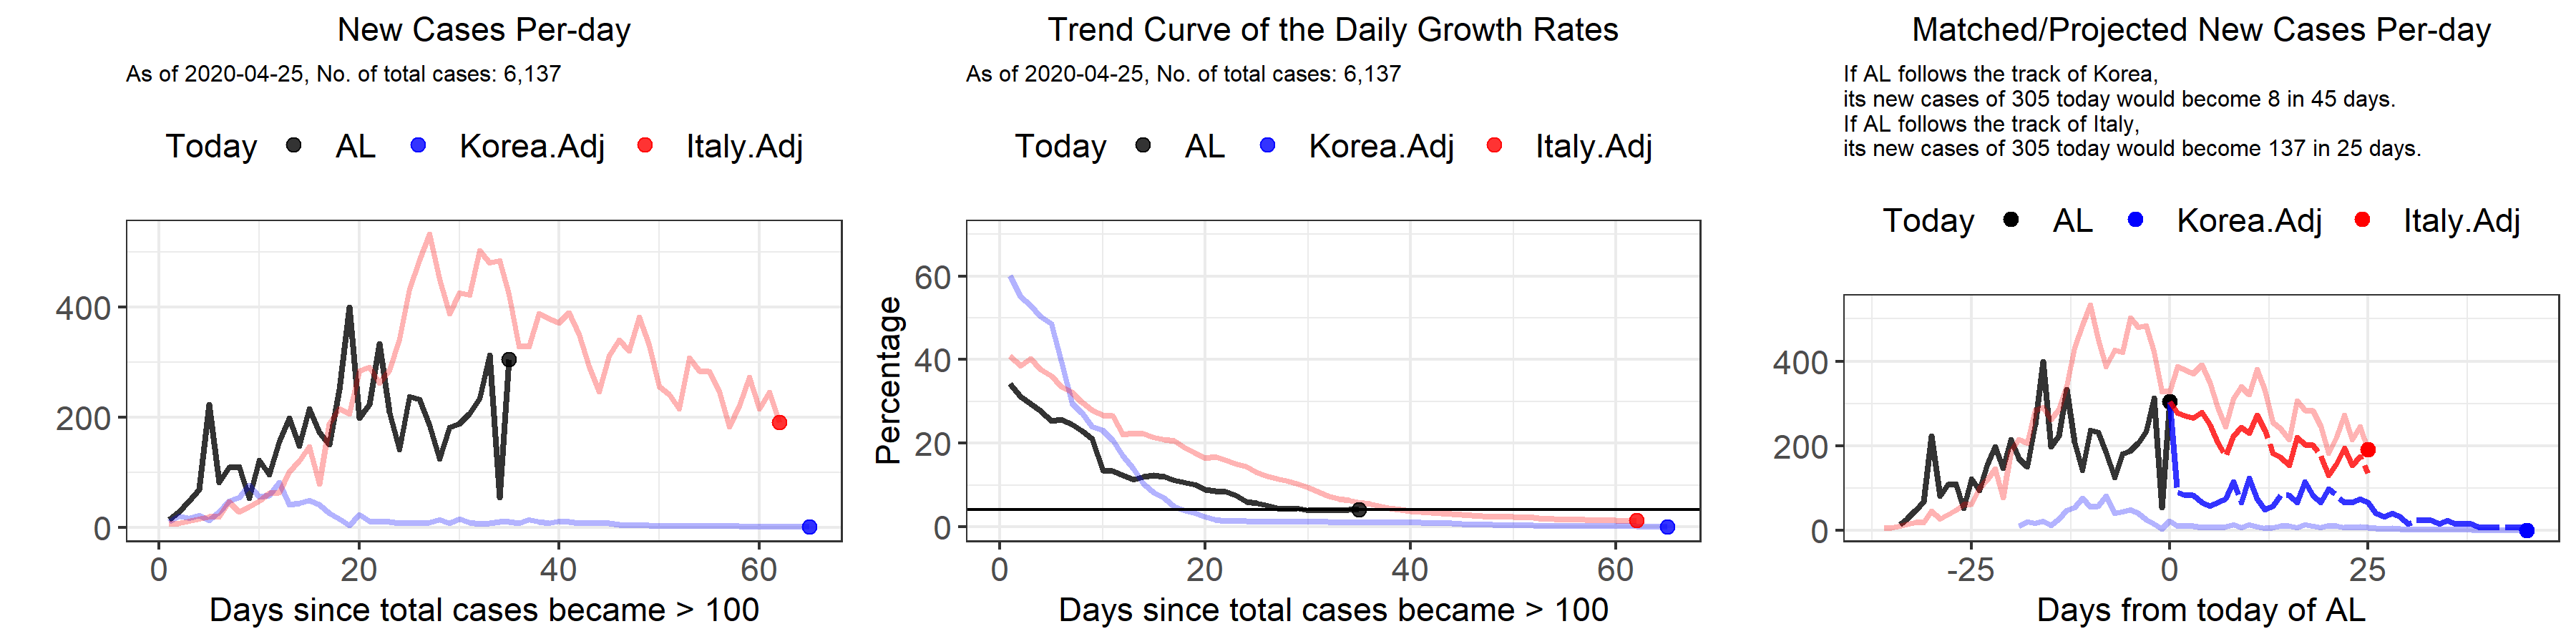 New Cases Per-day
As of 2020-04-25, No. of total cases: 6,137
Today AL Korea.Adj Italy.Adj
400
200
0
0 20 40 60
Days since total cases became > 100
Trend Curve of the Daily Growth Rates
As of 2020-04-25, No. of total cases: 6,137
Today AL Korea.Adj Italy.Adj
Percentage
60
40
20
0
0 20 40 60
Days since total cases became > 100
Matched/Projected New Cases Per-day
If AL follows the track of Korea,
its new cases of 305 today would become 8 in 45 days.
If AL follows the track of Italy,
its new cases of 305 today would become 137 in 25 days.
Today AL Korea.Adj Italy.Adj
400
200
0
-25 0 25
Days from today of AL